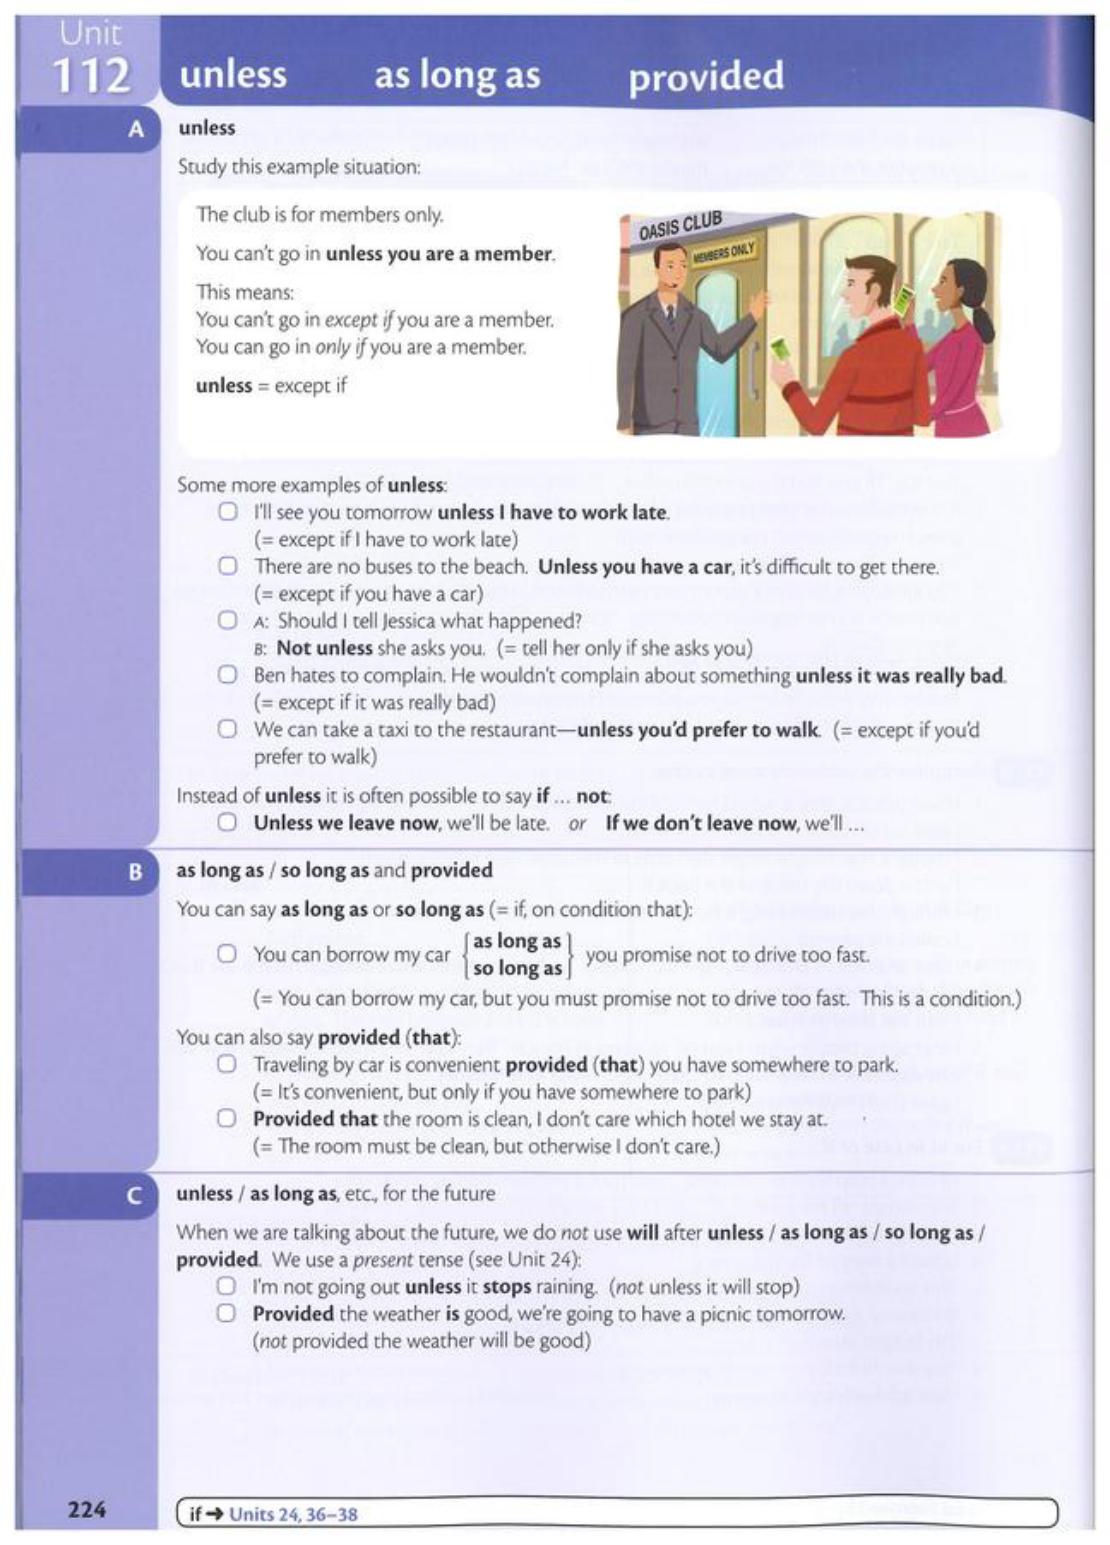 Unit
112
unless as long as provided
A
unless
Study this example situation:
The club is for members only.
You can't go in unless you are a member.
This means:
You can't go in except if you are a member.
You can go in only if you are a member.
unless = except if
OASIS CLUB
MEMBERS ONLY
Some more examples of unless:
I'll see you tomorrow unless I have to work late.
(= except if I have to work late)
There are no buses to the beach. Unless you have a car, it's difficult to get there.
(= except if you have a car)
A: Should I tell Jessica what happened?
B: Not unless she asks you. (= tell her only if she asks you)
Ben hates to complain. He wouldn't complain about something unless it was really bad.
(= except if it was really bad)
We can take a taxi to the restaurant—unless you'd prefer to walk. (= except if you'd
prefer to walk)
Instead of unless it is often possible to say if ... not:
Unless we leave now, we'll be late. or If we don't leave now, we'll ...
B
as long as / so long as and provided
You can say as long as or so long as (= if, on condition that):
You can borrow my car { as long as / so long as } you promise not to drive too fast.
(= You can borrow my car, but you must promise not to drive too fast. This is a condition.)
You can also say provided (that):
Traveling by car is convenient provided (that) you have somewhere to park.
(= It's convenient, but only if you have somewhere to park)
Provided that the room is clean, I don't care which hotel we stay at.
(= The room must be clean, but otherwise I don't care.)
C
unless / as long as, etc., for the future
When we are talking about the future, we do not use will after unless / as long as / so long as /
provided. We use a present tense (see Unit 24):
I'm not going out unless it stops raining. (not unless it will stop)
Provided the weather is good, we're going to have a picnic tomorrow.
(not provided the weather will be good)
224
if → Units 24, 36–38